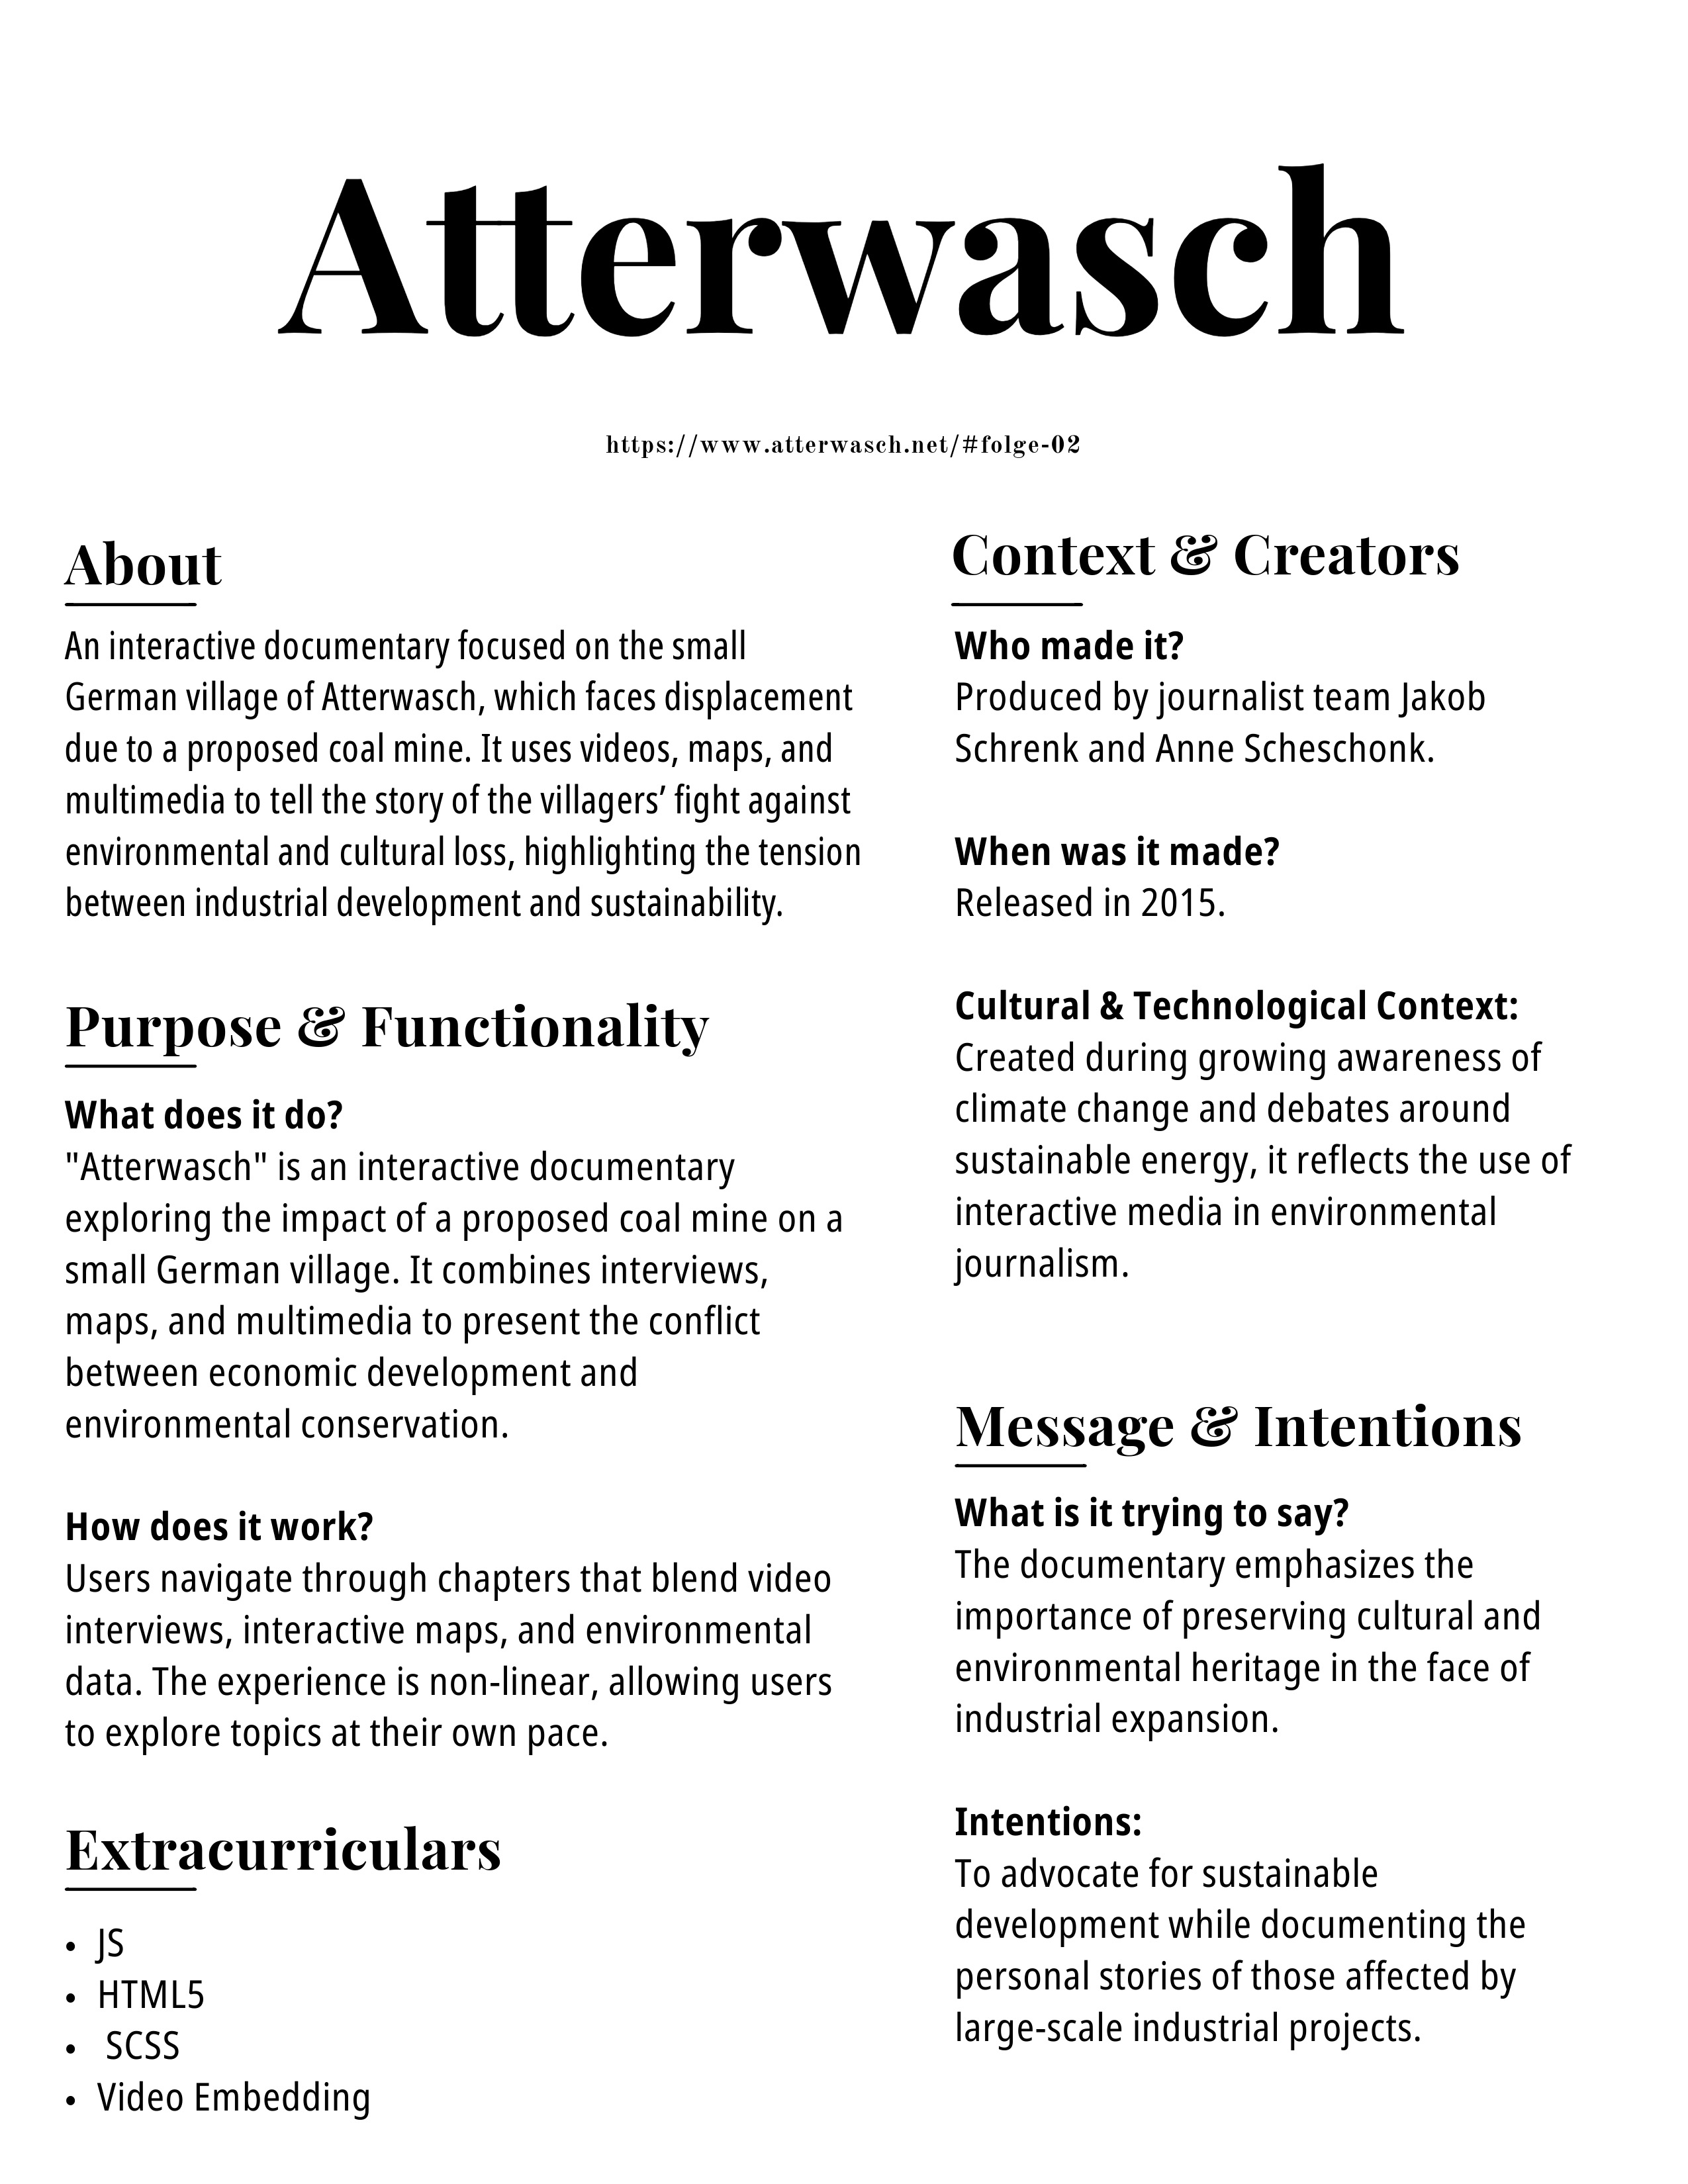 Atterwasch
https://www.atterwasch.net/#folge-02
About
An interactive documentary focused on the small
German village of Atterwasch, which faces displacement
due to a proposed coal mine. It uses videos, maps, and
multimedia to tell the story of the villagers’ fight against
environmental and cultural loss, highlighting the tension
between industrial development and sustainability.
Purpose & Functionality
What does it do?
"Atterwasch" is an interactive documentary
exploring the impact of a proposed coal mine on a
small German village. It combines interviews,
maps, and multimedia to present the conflict
between economic development and
environmental conservation.
How does it work?
Users navigate through chapters that blend video
interviews, interactive maps, and environmental
data. The experience is non-linear, allowing users
to explore topics at their own pace.
Extracurriculars
• JS
• HTML5
• SCSS
• Video Embedding
Context & Creators
Who made it?
Produced by journalist team Jakob
Schrenk and Anne Scheschonk.
When was it made?
Released in 2015.
Cultural & Technological Context:
Created during growing awareness of
climate change and debates around
sustainable energy, it reflects the use of
interactive media in environmental
journalism.
Message & Intentions
What is it trying to say?
The documentary emphasizes the
importance of preserving cultural and
environmental heritage in the face of
industrial expansion.
Intentions:
To advocate for sustainable
development while documenting the
personal stories of those affected by
large-scale industrial projects.